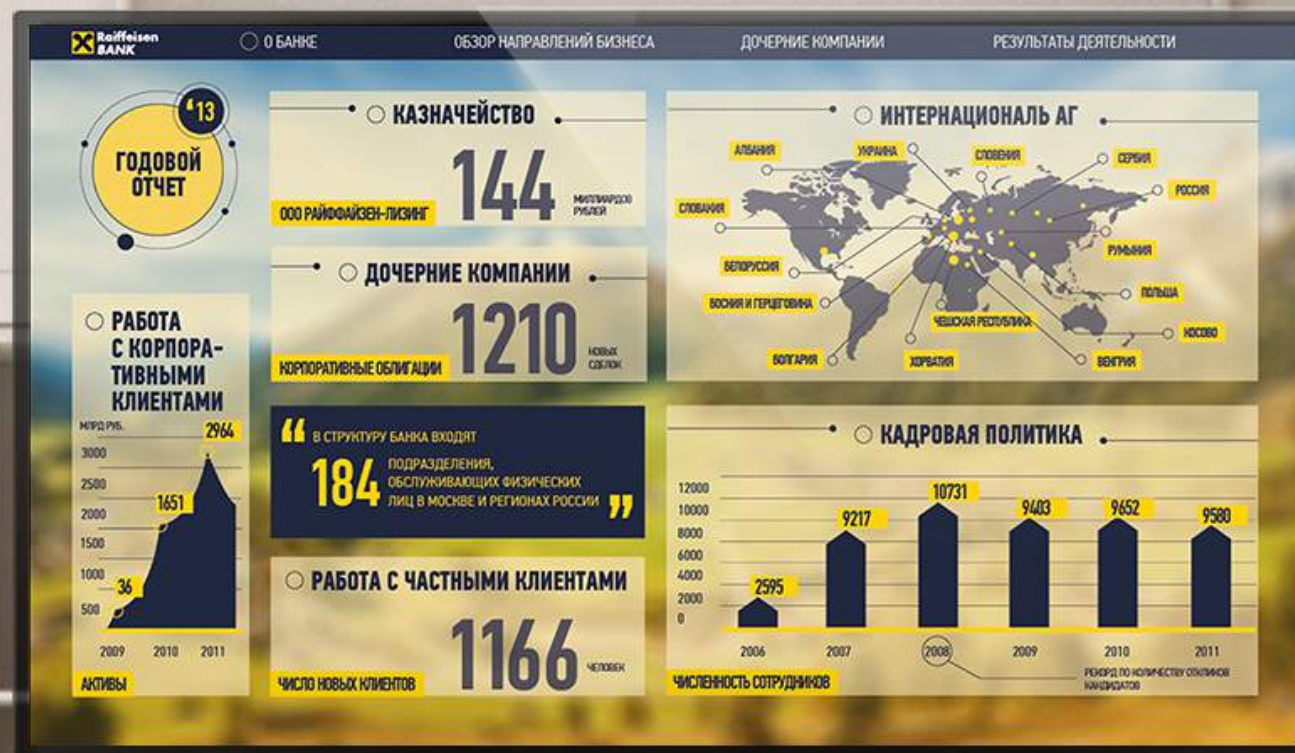 Raiffeisen
BANK
О БАНКЕ
ОБЗОР НАПРАВЛЕНИЙ БИЗНЕСА
ДОЧЕРНИЕ КОМПАНИИ
РЕЗУЛЬТАТЫ ДЕЯТЕЛЬНОСТИ
‘13
ГОДОВОЙ
ОТЧЕТ
РАБОТА
С КОРПОРА-
ТИВНЫМИ
КЛИЕНТАМИ
МЛРД РУБ.
2964
3000
2500
1651
2000
1500
1000
36
500
2009 2010 2011
АКТИВЫ
КАЗНАЧЕЙСТВО
144
МИЛЛИАРДОВ
РУБЛЕЙ
ООО РАЙФФАЙЗЕН-ЛИЗИНГ
ДОЧЕРНИЕ КОМПАНИИ
1210
НОВЫХ
СДЕЛОК
КОРПОРАТИВНЫЕ ОБЛИГАЦИИ
“ В СТРУКТУРУ БАНКА ВХОДЯТ
184
ПОДРАЗДЕЛЕНИЯ,
ОБСЛУЖИВАЮЩИХ ФИЗИЧЕСКИХ
ЛИЦ В МОСКВЕ И РЕГИОНАХ РОССИИ ”
РАБОТА С ЧАСТНЫМИ КЛИЕНТАМИ
1166
ЧЕЛОВЕК
ЧИСЛО НОВЫХ КЛИЕНТОВ
ИНТЕРНАЦИОНАЛЬ АГ
АЛБАНИЯ
УКРАИНА
СЛОВЕНИЯ
СЕРБИЯ
РОССИЯ
СЛОВАКИЯ
РУМЫНИЯ
БЕЛОРУССИЯ
ПОЛЬША
БОСНИЯ И ГЕРЦЕГОВИНА
ЧЕШСКАЯ РЕСПУБЛИКА
КОСОВО
БОЛГАРИЯ
ХОРВАТИЯ
ВЕНГРИЯ
КАДРОВАЯ ПОЛИТИКА
12000
10000
8000
6000
4000
2000
0
2595
9217
10731
9403
9652
9580
2006 2007 2008 2009 2010 2011
РЕКОРД ПО КОЛИЧЕСТВУ ОТКЛИКОВ
КАНДИДАТОВ
ЧИСЛЕННОСТЬ СОТРУДНИКОВ